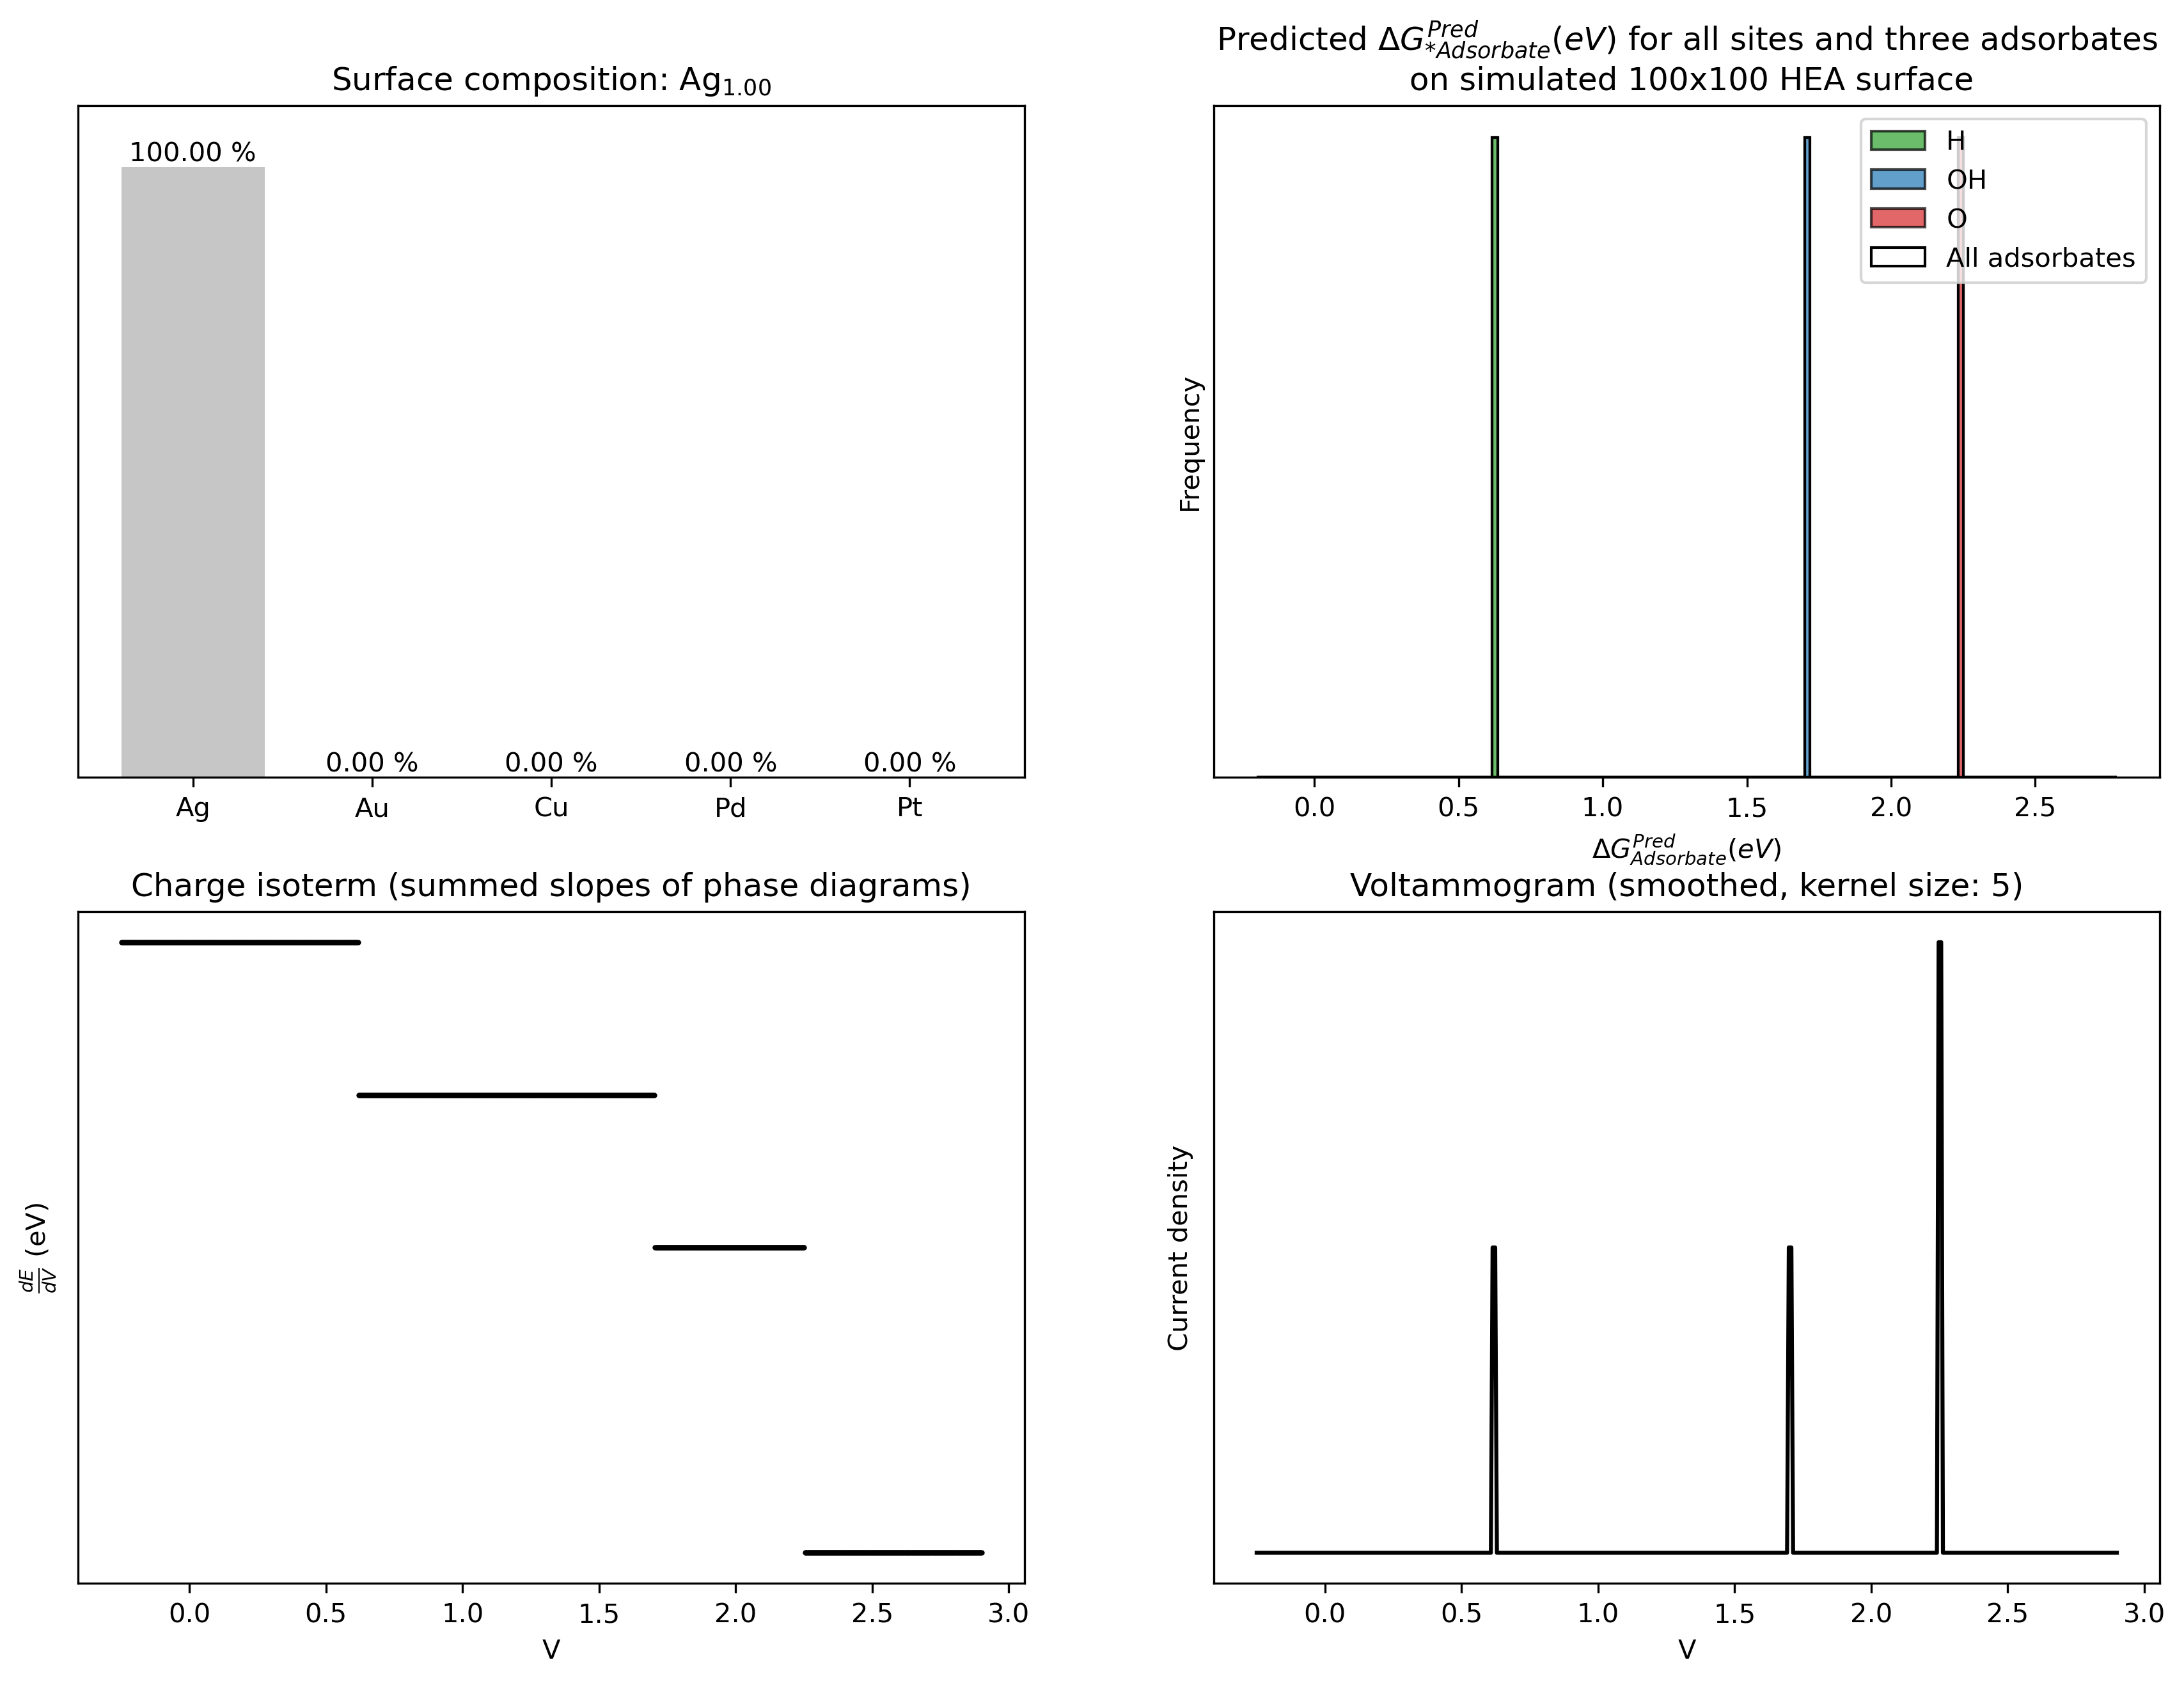 Surface composition: Ag₁.₀₀
100.00 %
0.00 %
0.00 %
0.00 %
0.00 %
Ag
Au
Cu
Pd
Pt
Predicted ΔG^{Pred}_{*Adsorbate}(eV) for all sites and three adsorbates
on simulated 100x100 HEA surface
H
OH
O
All adsorbates
Frequency
0.0
0.5
1.0
1.5
2.0
2.5
ΔG^{Pred}_{Adsorbate}(eV)
Charge isoterm (summed slopes of phase diagrams)
dE/dV (eV)
0.0
0.5
1.0
1.5
2.0
2.5
3.0
V
Voltammogram (smoothed, kernel size: 5)
Current density
0.0
0.5
1.0
1.5
2.0
2.5
3.0
V